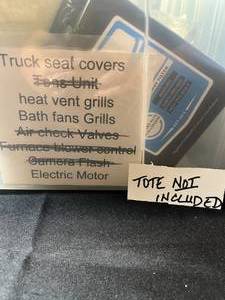 Truck seat covers
Tens Unit
heat vent grills
Bath fans Grills
Air check Valves
Furnace blower control
Camera Flash
Electric Motor
TOTE NOT
INCLUDED